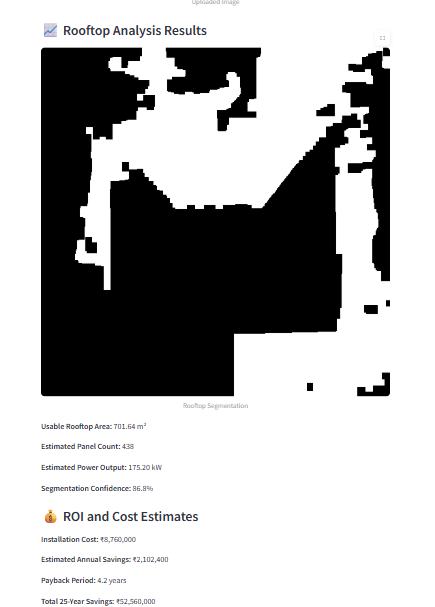 Uploaded Image
📈 Rooftop Analysis Results
Rooftop Segmentation
Usable Rooftop Area: 701.64 m²
Estimated Panel Count: 438
Estimated Power Output: 175.20 kW
Segmentation Confidence: 86.8%
💰 ROI and Cost Estimates
Installation Cost: ₹8,760,000
Estimated Annual Savings: ₹2,102,400
Payback Period: 4.2 years
Total 25-Year Savings: ₹52,560,000